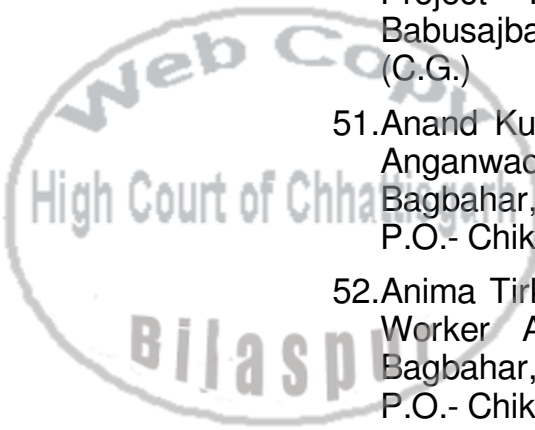 Project
Babusajba
(C.G.)
51.Anand Ku
Anganwad
Bagbahar,
P.O.- Chik
52.Anima Tirk
Worker A
Bagbahar,
P.O.- Chik
Web Copy
High Court of Chhattisgarh
Bilaspur